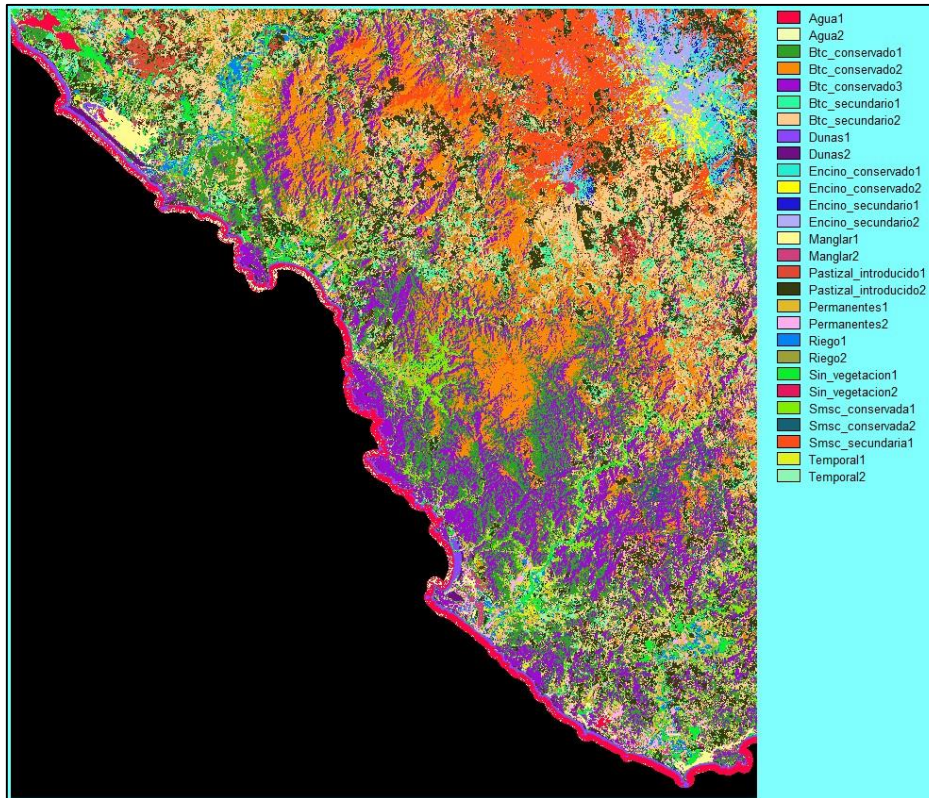 Agua1
Agua2
Btc_conservado1
Btc_conservado2
Btc_conservado3
Btc_secundario1
Btc_secundario2
Dunas1
Dunas2
Encino_conservado1
Encino_conservado2
Encino_secundario1
Encino_secundario2
Manglar1
Manglar2
Pastizal_introducido1
Pastizal_introducido2
Permanentes1
Permanentes2
Riego1
Riego2
Sin_vegetacion1
Sin_vegetacion2
Smsc_conservada1
Smsc_conservada2
Smsc_secundaria1
Temporal1
Temporal2